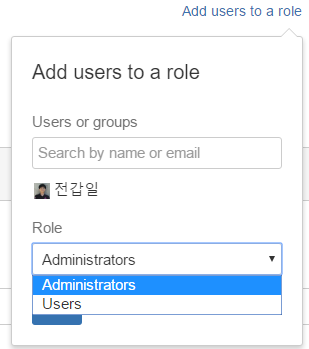 Add users to a role
Add users to a role
Users or groups
Search by name or email
전갑일
Role
Administrators
Administrators
Users